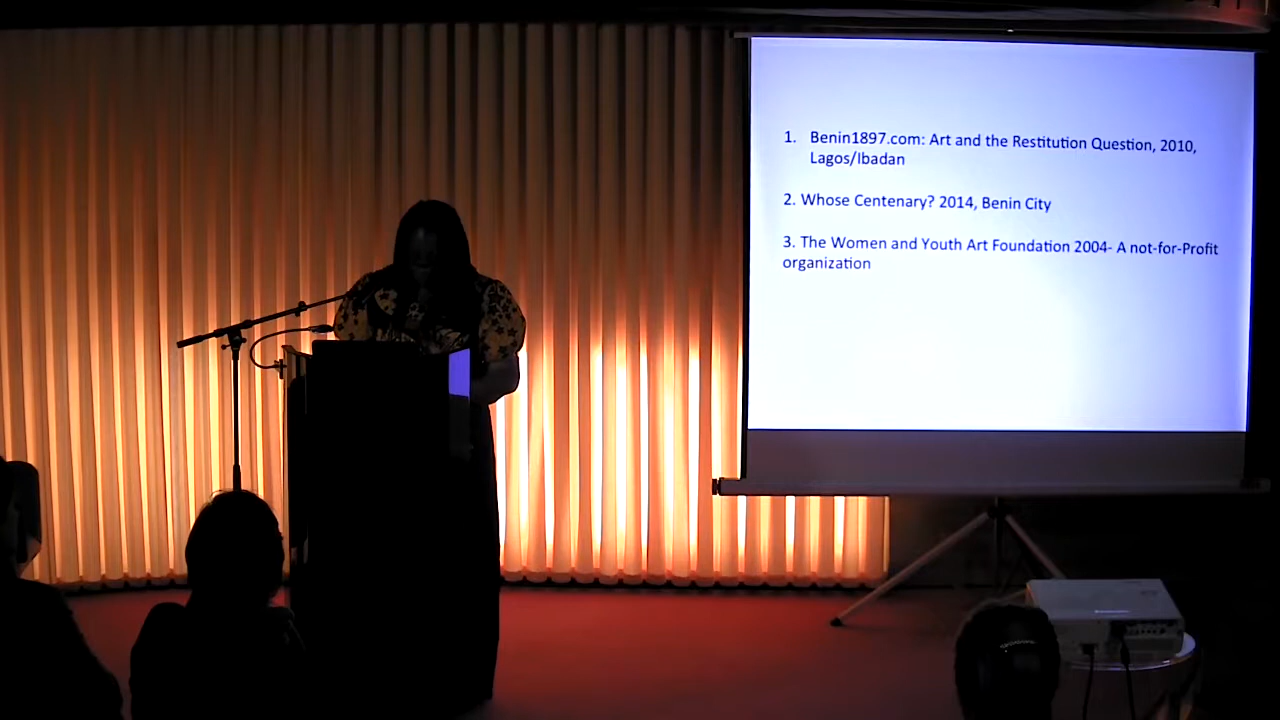 1. Benin1897.com: Art and the Restitution Question, 2010,
Lagos/Ibadan
2. Whose Centenary? 2014, Benin City
3. The Women and Youth Art Foundation 2004- A not-for-Profit
organization